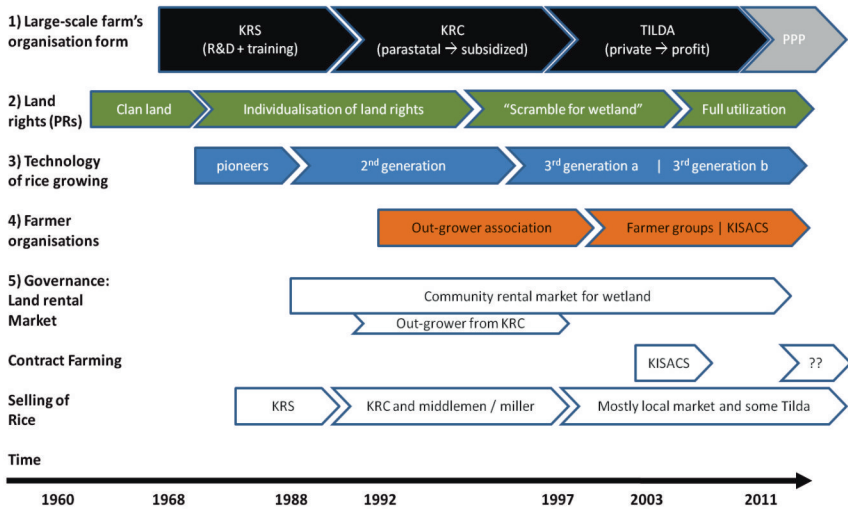 1) Large-scale farm's
organisation form
KRS
(R&D + training)
KRC
(parastatal → subsidized)
TILDA
(private → profit)
PPP
2) Land
rights (PRs)
Clan land
Individualisation of land rights
"Scramble for wetland"
Full utilization
3) Technology
of rice growing
pioneers
2nd generation
3rd generation a | 3rd generation b
4) Farmer
organisations
Out-grower association
Farmer groups | KISACS
5) Governance:
Land rental
Market
Community rental market for wetland
Out-grower from KRC
Contract Farming
KISACS
??
Selling of
Rice
KRS
KRC and middlemen / miller
Mostly local market and some Tilda
Time
1960 1968 1988 1992 1997 2003 2011